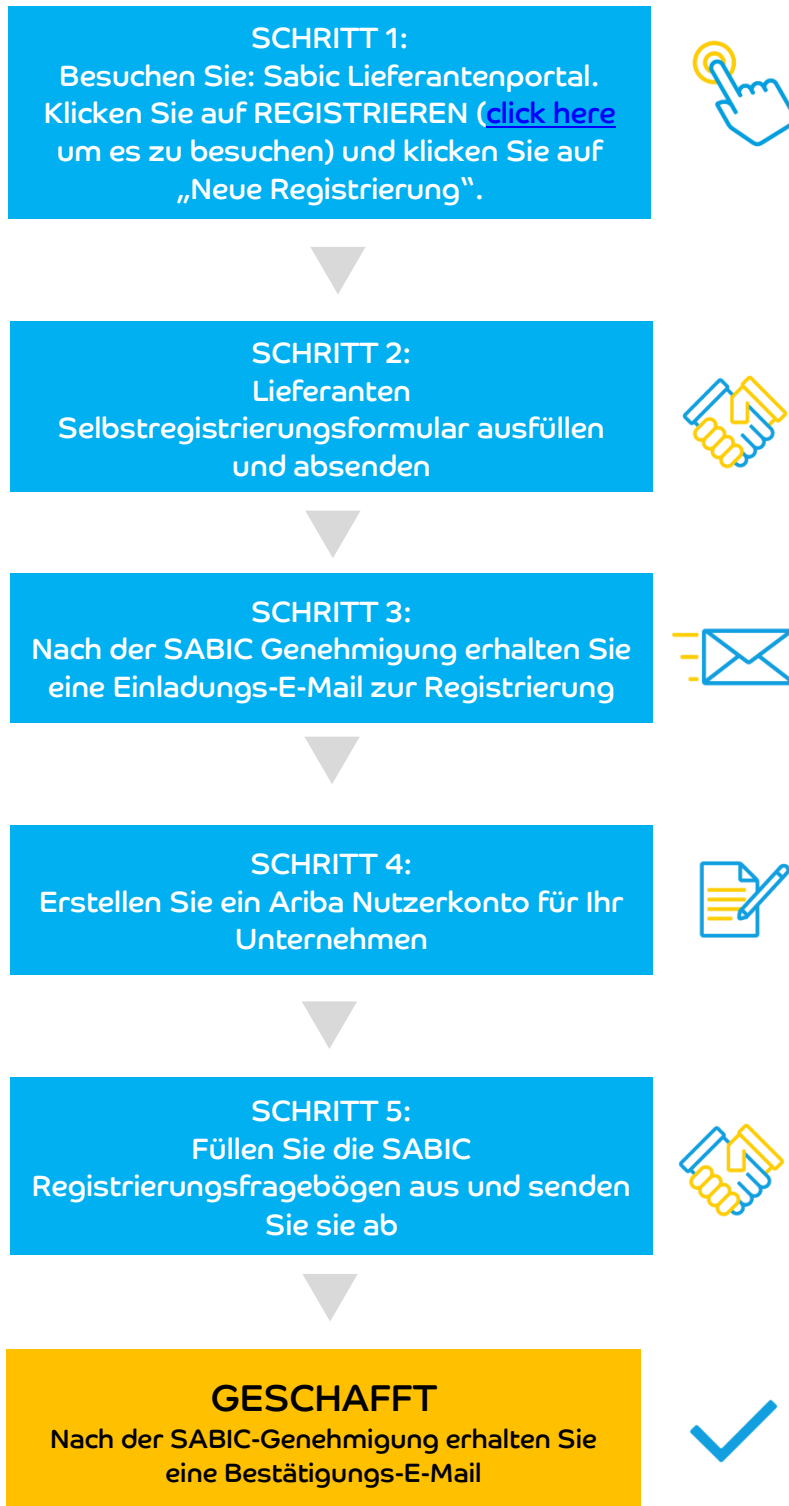 SCHRITT 1:
Besuchen Sie: Sabic Lieferantenportal.
Klicken Sie auf REGISTRIEREN (click here
um es zu besuchen) und klicken Sie auf
„Neue Registrierung“.
SCHRITT 2:
Lieferanten
Selbstregistrierungsformular ausfüllen
und absenden
SCHRITT 3:
Nach der SABIC Genehmigung erhalten Sie
eine Einladungs-E-Mail zur Registrierung
SCHRITT 4:
Erstellen Sie ein Ariba Nutzerkonto für Ihr
Unternehmen
SCHRITT 5:
Füllen Sie die SABIC
Registrierungsfragebögen aus und senden
Sie sie ab
GESCHAFFT
Nach der SABIC-Genehmigung erhalten Sie
eine Bestätigungs-E-Mail